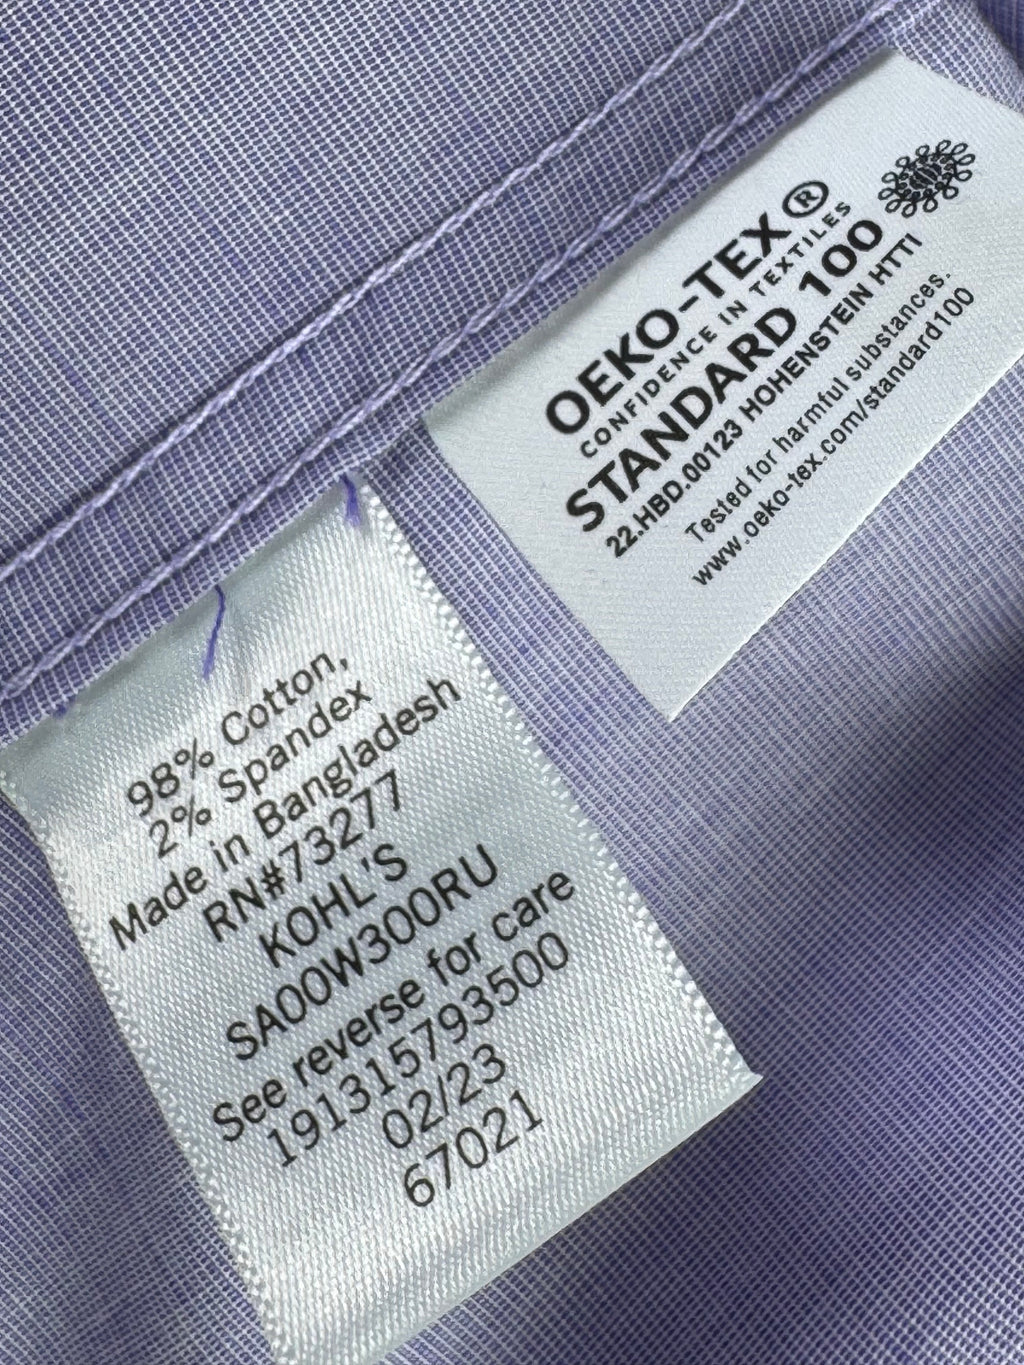 OEKO-TEX®
CONFIDENCE IN TEXTILES
STANDARD 100
22.HBD.00123 HOHENSTEIN HTTI
Tested for harmful substances.
www.oeko-tex.com/standard100
98% Cotton,
2% Spandex
Made in Bangladesh
RN#73277
KOHL'S
SA00W300RU
See reverse for care
191315793500
02/23
67021